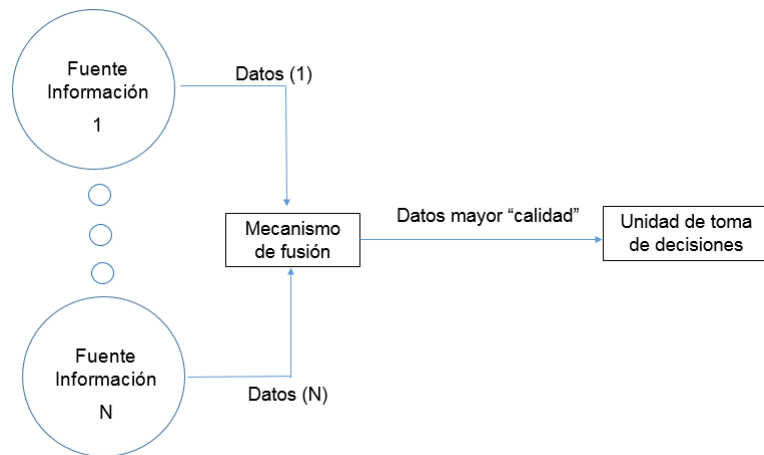 Fuente
Información
1
Datos (1)
Mecanismo
de fusión
Datos mayor “calidad”
Unidad de toma
de decisiones
Fuente
Información
N
Datos (N)